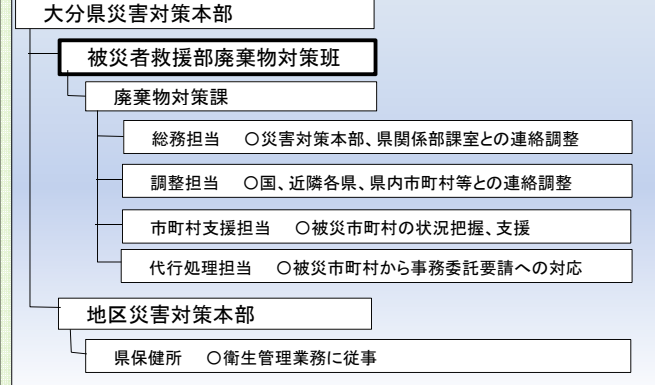 大分県災害対策本部
被災者救援部廃棄物対策班
廃棄物対策課
総務担当　○災害対策本部、県関係部課室との連絡調整
調整担当　○国、近隣各県、県内市町村等との連絡調整
市町村支援担当　○被災市町村の状況把握、支援
代行処理担当　○被災市町村から事務委託要請への対応
地区災害対策本部
県保健所　○衛生管理業務に従事